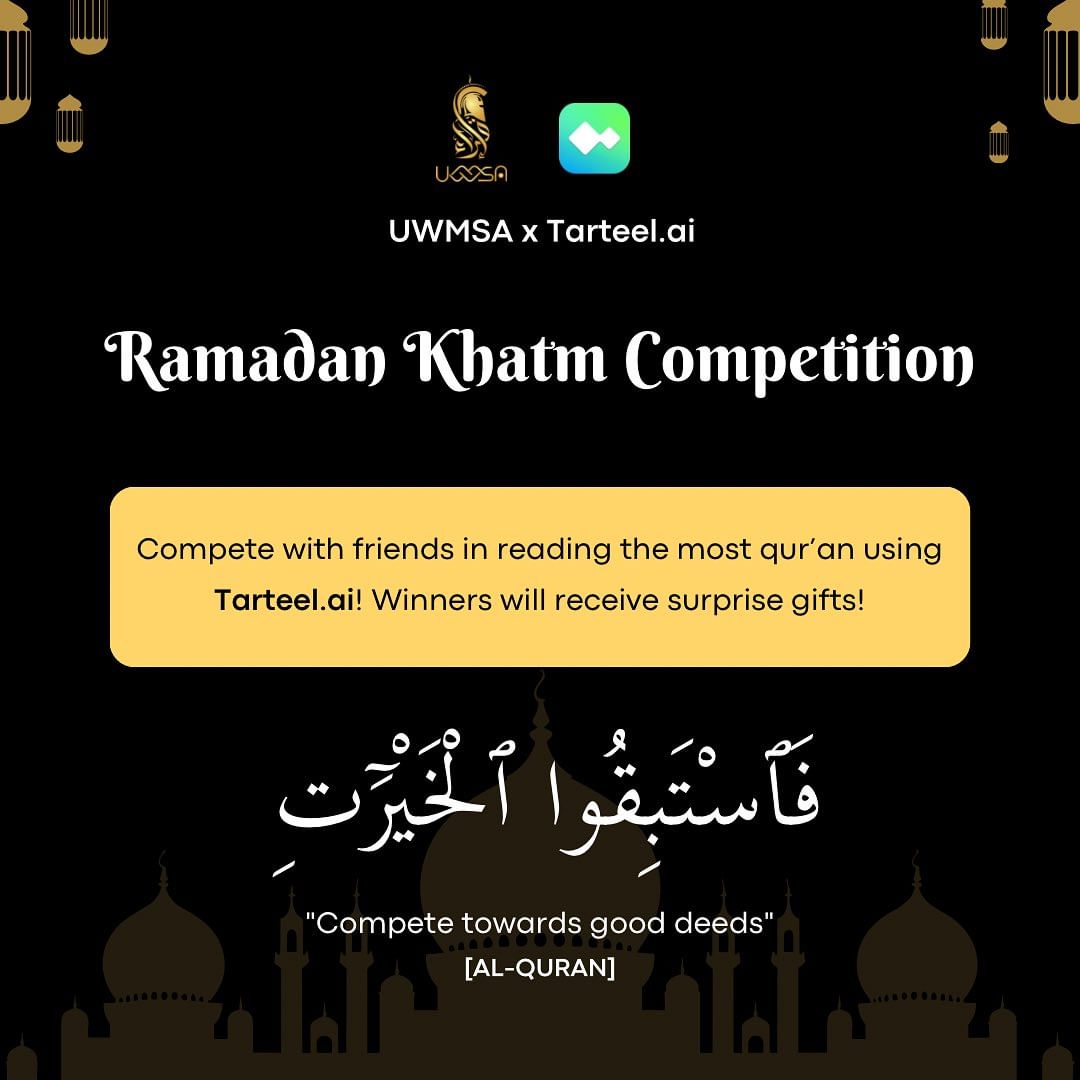 UWMSA
UWMSA x Tarteel.ai
Ramadan Khatm Competition
Compete with friends in reading the most qur’an using
Tarteel.ai! Winners will receive surprise gifts!
فَٱسْتَبِقُوا ٱلْخَيْرَٰتِ
"Compete towards good deeds"
[AL-QURAN]